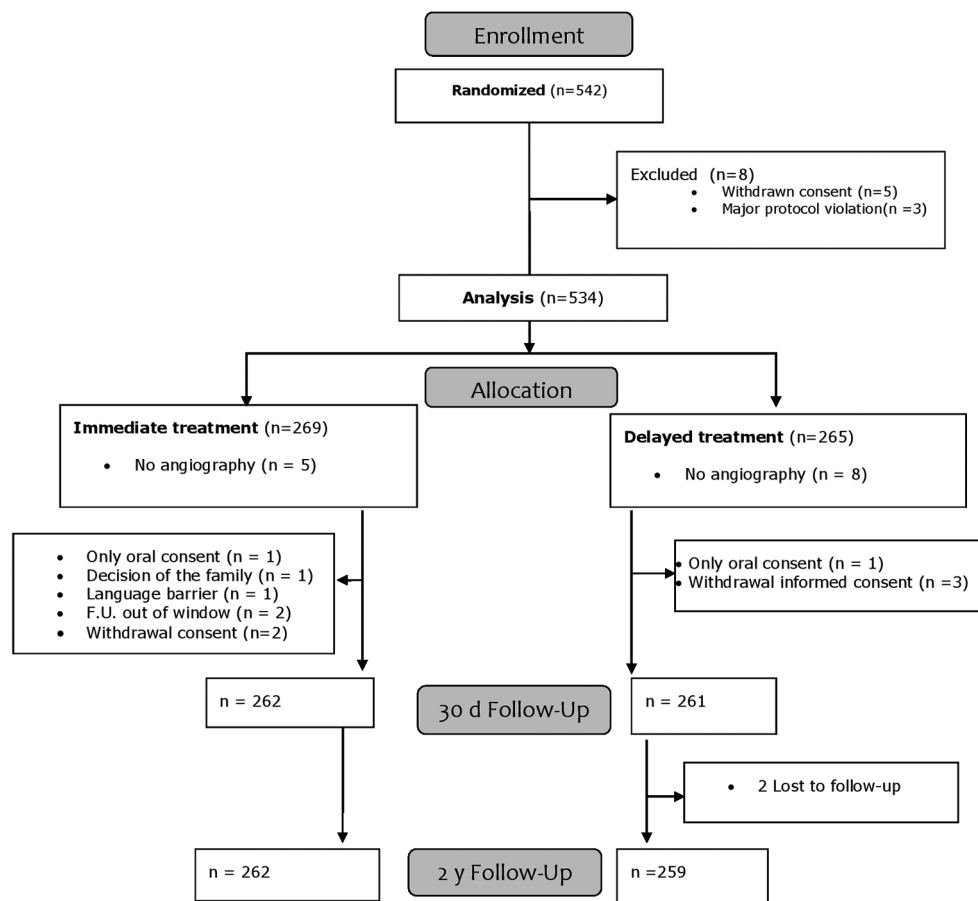 Enrollment
Randomized (n=542)
Excluded (n=8)
• Withdrawn consent (n=5)
• Major protocol violation(n =3)
Analysis (n=534)
Allocation
Immediate treatment (n=269)
• No angiography (n = 5)
Delayed treatment (n=265)
• No angiography (n = 8)
• Only oral consent (n = 1)
• Decision of the family (n = 1)
• Language barrier (n = 1)
• F.U. out of window (n = 2)
• Withdrawal consent (n=2)
• Only oral consent (n = 1)
• Withdrawal informed consent (n =3)
n = 262
30 d Follow-Up
n = 261
• 2 Lost to follow-up
n = 262
2 y Follow-Up
n =259